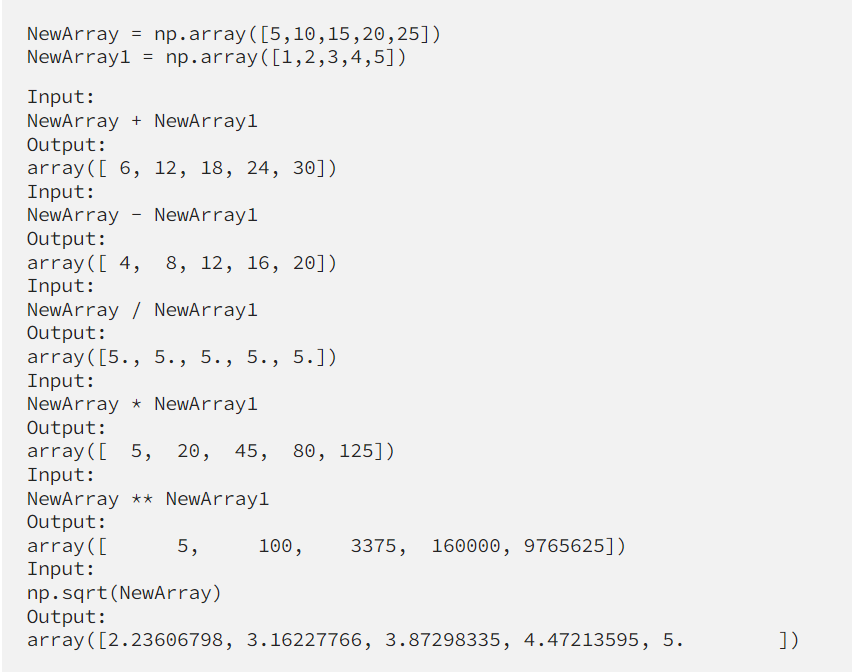 NewArray = np.array([5,10,15,20,25])
NewArray1 = np.array([1,2,3,4,5])
Input:
NewArray + NewArray1
Output:
array([ 6, 12, 18, 24, 30])
Input:
NewArray - NewArray1
Output:
array([ 4,  8, 12, 16, 20])
Input:
NewArray / NewArray1
Output:
array([5., 5., 5., 5., 5.])
Input:
NewArray * NewArray1
Output:
array([  5,  20,  45,  80, 125])
Input:
NewArray ** NewArray1
Output:
array([      5,     100,    3375,  160000, 9765625])
Input:
np.sqrt(NewArray)
Output:
array([2.23606798, 3.16227766, 3.87298335, 4.47213595, 5.        ])